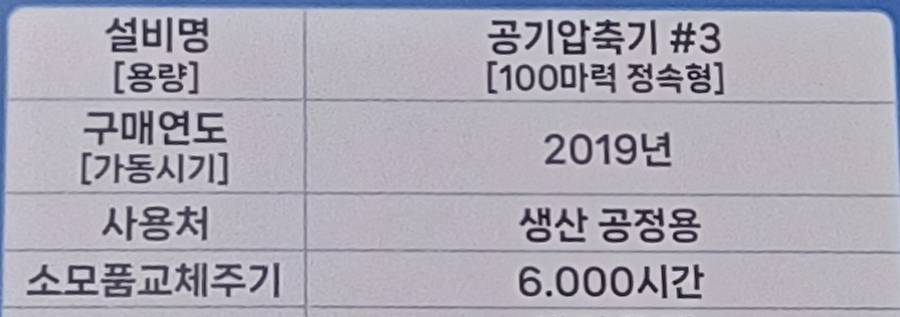 설비명 공기압축기 #3
[용량] [100마력 정속형]
구매연도
[가동시기] 2019년
사용처 생산 공정용
소모품교체주기 6.000시간